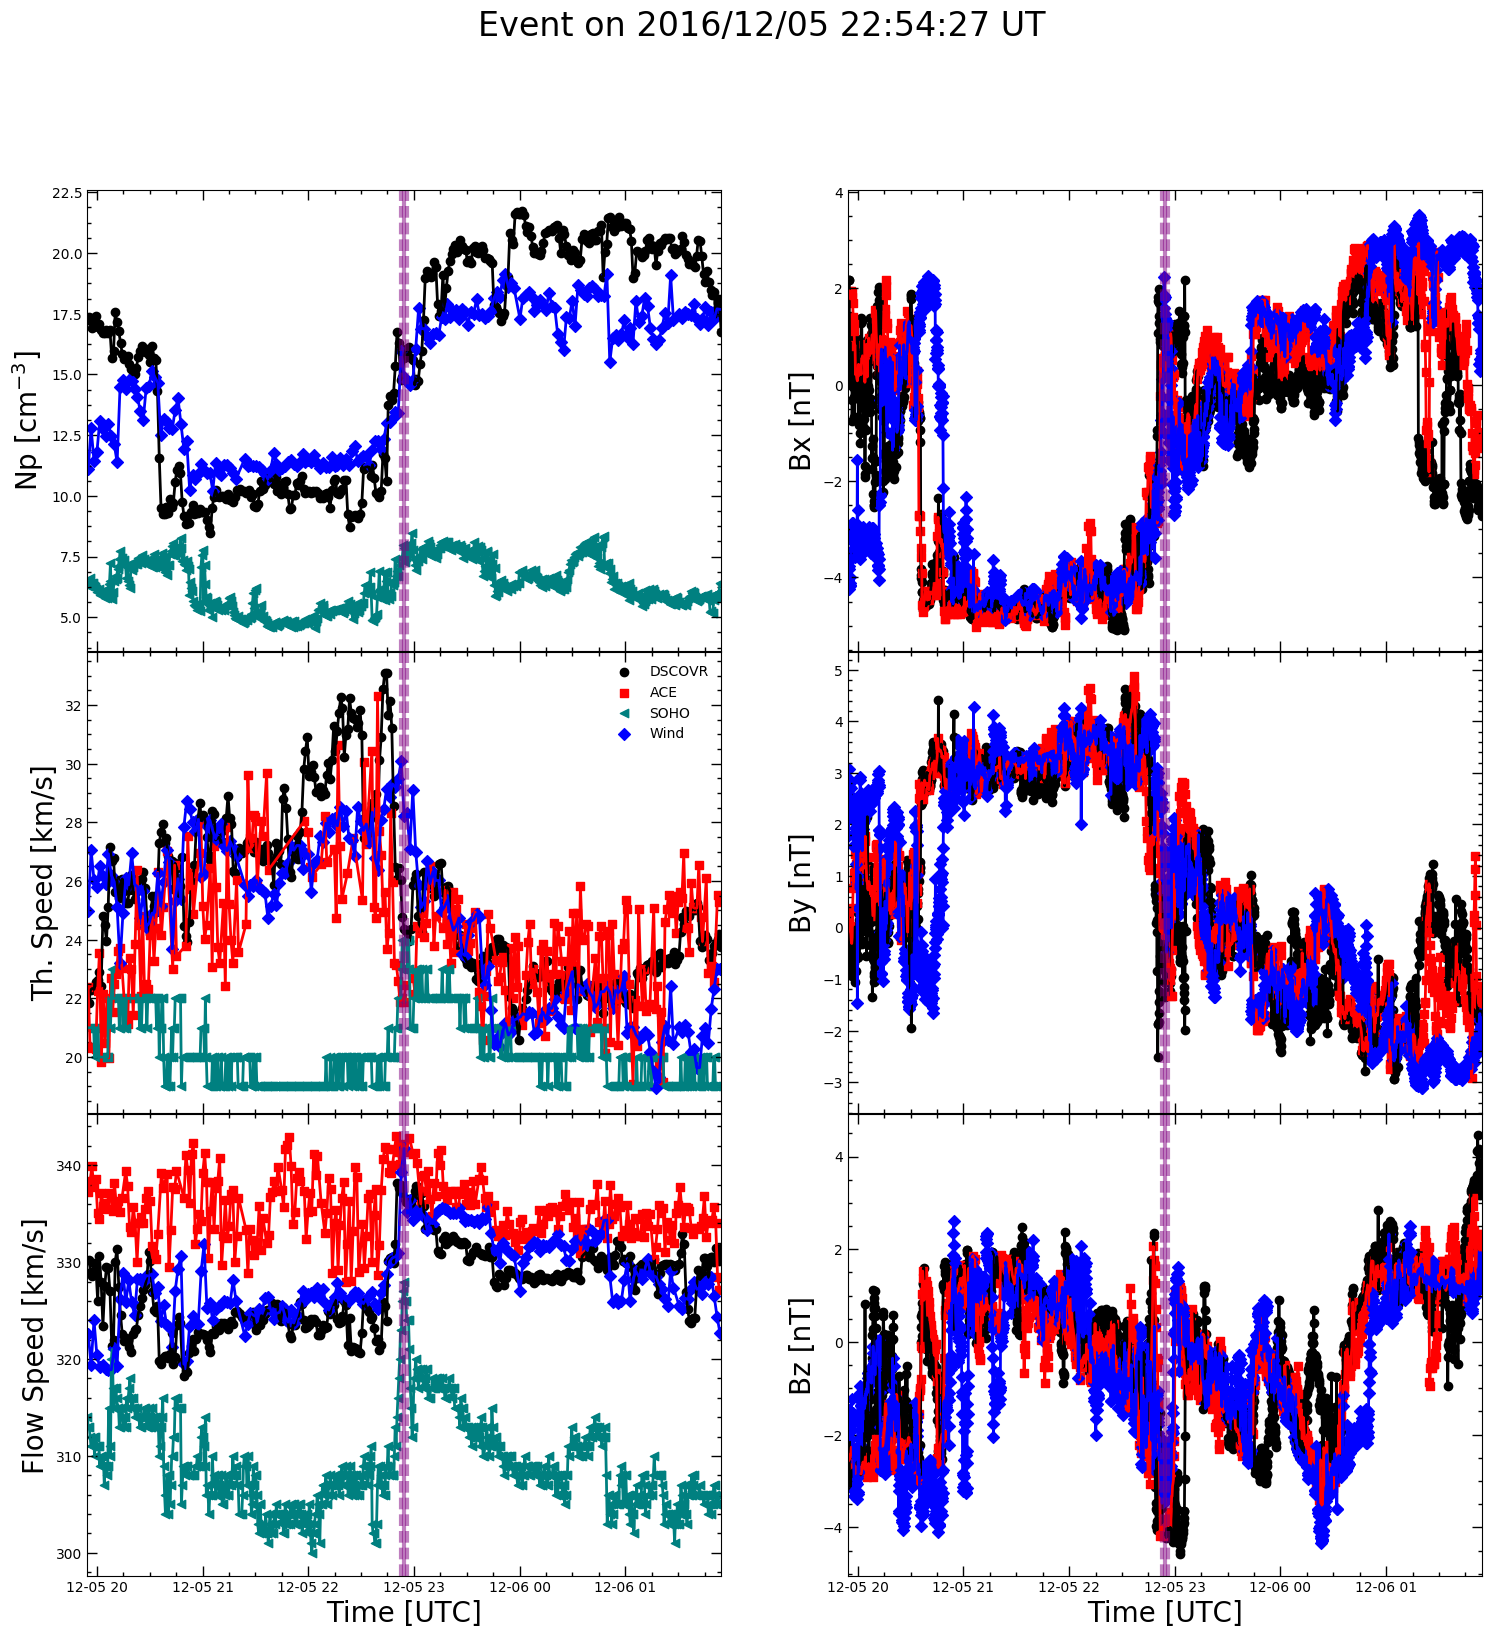 Event on 2016/12/05 22:54:27 UT
22.5
20.0
17.5
15.0
12.5
10.0
7.5
5.0
Np [cm⁻³]
4
2
0
−2
−4
Bx [nT]
32
30
28
26
24
22
20
Th. Speed [km/s]
DSCOVR
ACE
SOHO
Wind
5
4
3
2
1
0
−1
−2
−3
By [nT]
340
330
320
310
300
Flow Speed [km/s]
12-05 20 12-05 21 12-05 22 12-05 23 12-06 00 12-06 01
Time [UTC]
4
2
0
−2
−4
Bz [nT]
12-05 20 12-05 21 12-05 22 12-05 23 12-06 00 12-06 01
Time [UTC]